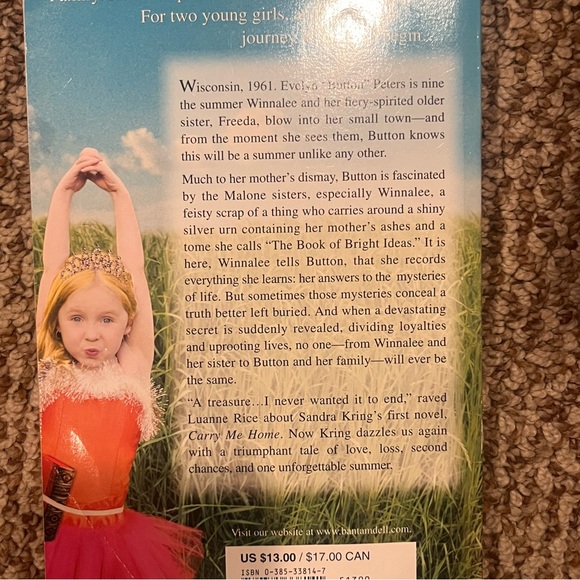 For two young girls,
journey
Wisconsin, 1961. Evelyn "Button" Peters is nine
the summer Winnalee and her fiery-spirited older
sister, Freeda, blow into her small town—and
from the moment she sees them, Button knows
this will be a summer unlike any other.
Much to her mother's dismay, Button is fascinated
by the Malone sisters, especially Winnalee, a
feisty scrap of a thing who carries around a shiny
silver urn containing her mother's ashes and a
tome she calls "The Book of Bright Ideas." It is
here, Winnalee tells Button, that she records
everything she learns: her answers to the mysteries
of life. But sometimes those mysteries conceal a
truth better left buried. And when a devastating
secret is suddenly revealed, dividing loyalties
and uprooting lives, no one—from Winnalee and
her sister to Button and her family—will ever be
the same.
"A treasure…I never wanted it to end," raved
Luanne Rice about Sandra Kring's first novel,
Carry Me Home. Now Kring dazzles us again
with a triumphant tale of love, loss, second
chances, and one unforgettable summer.
Visit our website at www.bantamdell.com.
US $13.00 / $17.00 CAN
ISBN 0-385-33814-7
51300